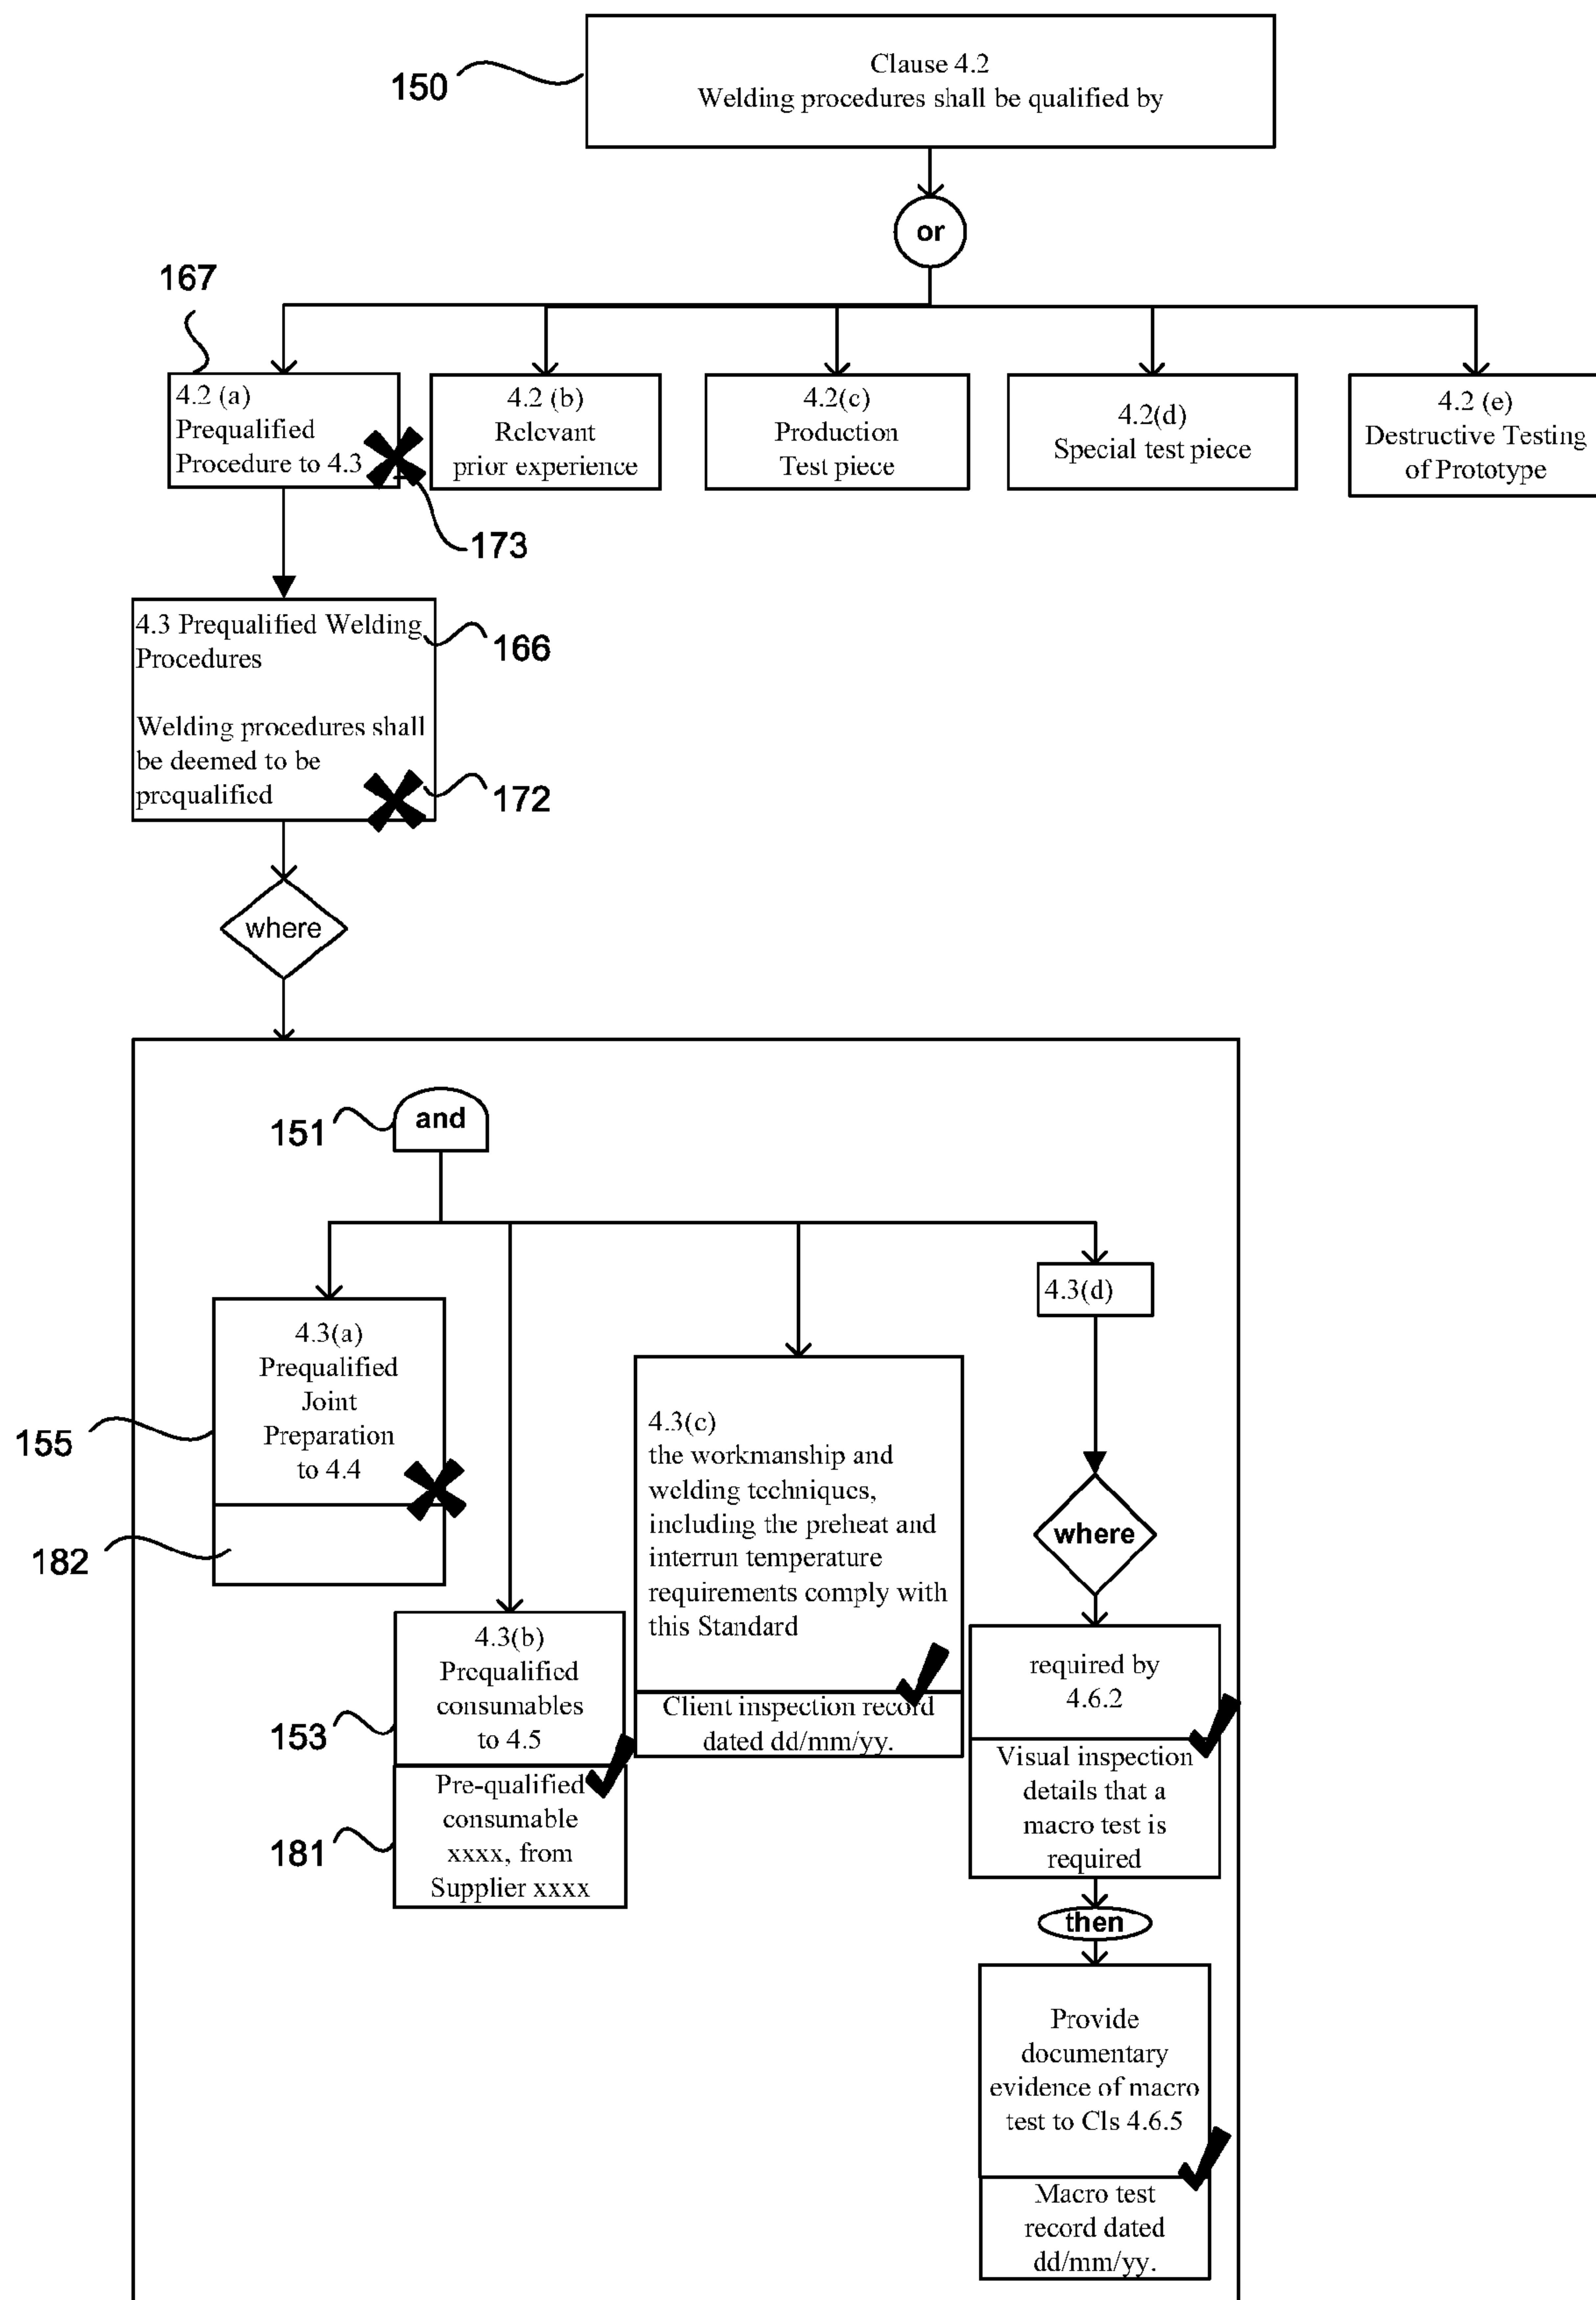 Clause 4.2
Welding procedures shall be qualified by
150
or
167
4.2 (a)
Prequalified
Procedure to 4.3
4.2 (b)
Relevant
prior experience
4.2(c)
Production
Test piece
4.2(d)
Special test piece
4.2 (e)
Destructive Testing
of Prototype
173
4.3 Prequalified Welding
Procedures
Welding procedures shall
be deemed to be
prequalified
166
172
where
151
and
4.3(a)
Prequalified
Joint
Preparation
to 4.4
155
182
4.3(b)
Prequalified
consumables
to 4.5
153
Pre-qualified
consumable
xxxx, from
Supplier xxxx
181
4.3(c)
the workmanship and
welding techniques,
including the preheat and
interrun temperature
requirements comply with
this Standard
Client inspection record
dated dd/mm/yy.
4.3(d)
where
required by
4.6.2
Visual inspection
details that a
macro test is
required
then
Provide
documentary
evidence of macro
test to Cls 4.6.5
Macro test
record dated
dd/mm/yy.